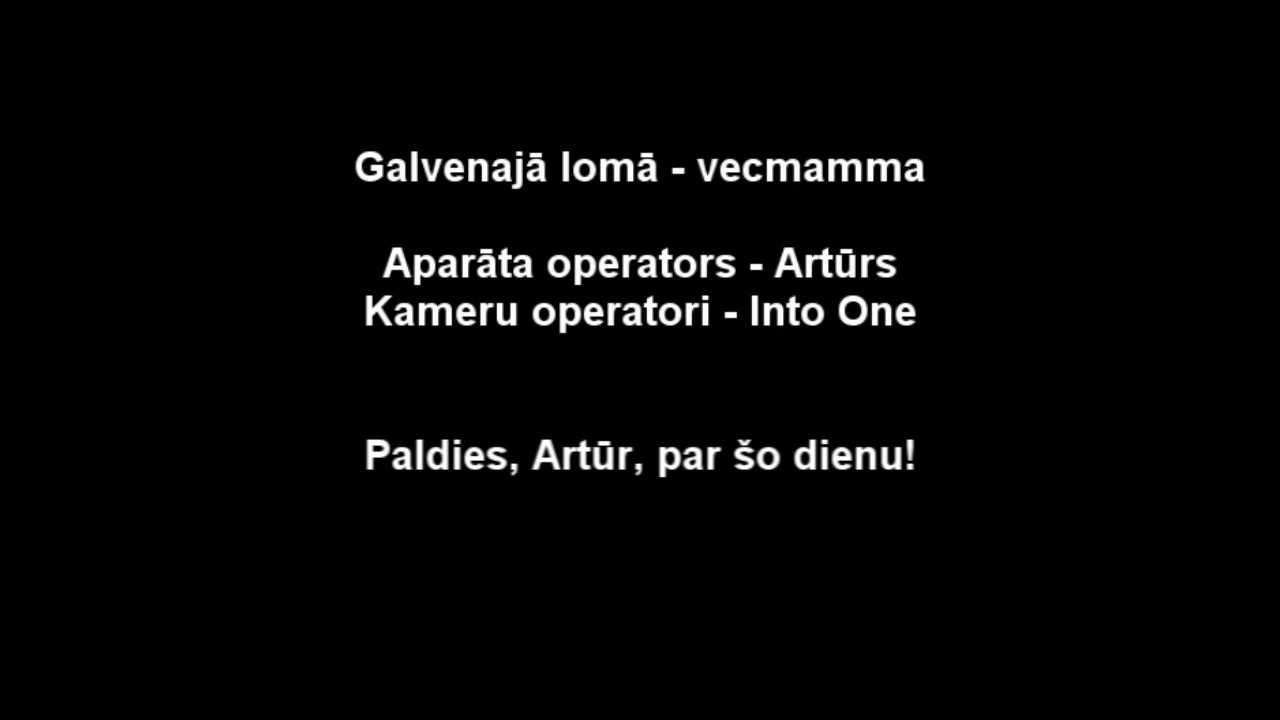 Galvenajā lomā - vecmamma
Aparāta operators - Artūrs
Kameru operatori - Into One
Paldies, Artūr, par šo dienu!